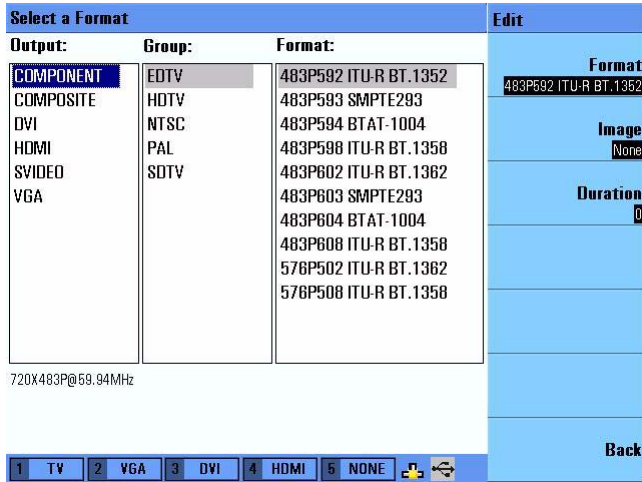 Select a Format
Output:
COMPONENT
COMPOSITE
DVI
HDMI
SVIDEO
VGA
Group:
EDTV
HDTV
NTSC
PAL
SDTV
Format:
483P592 ITU-R BT.1352
483P593 SMPTE293
483P594 BTAT-1004
483P598 ITU-R BT.1358
483P602 ITU-R BT.1362
483P603 SMPTE293
483P604 BTAT-1004
483P608 ITU-R BT.1358
576P502 ITU-R BT.1362
576P508 ITU-R BT.1358
720X483P@59.94MHz
1 TV 2 VGA 3 DVI 4 HDMI 5 NONE
Edit
Format
483P592 ITU-R BT.1352
Image
None
Duration
0
Back